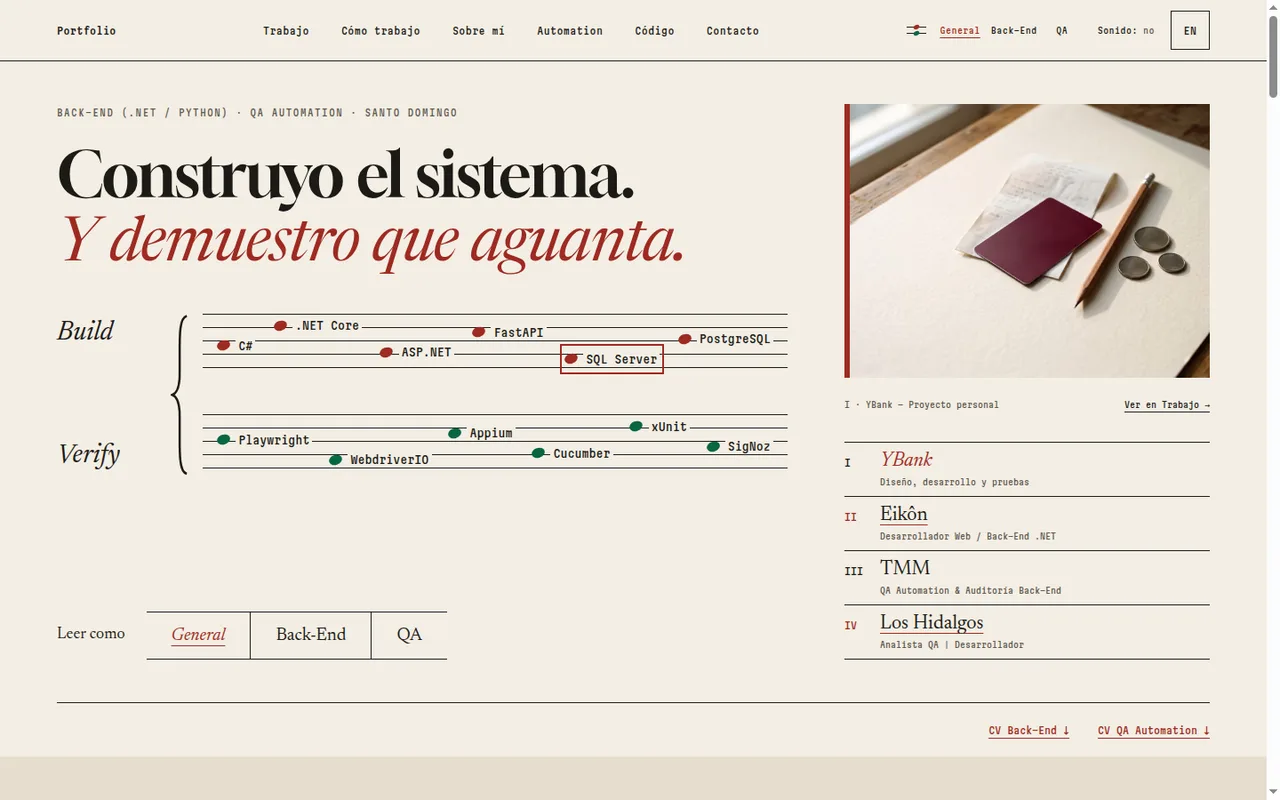 Portfolio
Trabajo
Cómo trabajo
Sobre mí
Automation
Código
Contacto
General
Back-End
QA
Sonido: no
EN
BACK-END (.NET / PYTHON) · QA AUTOMATION · SANTO DOMINGO
Construyo el sistema.
Y demuestro que aguanta.
Build
.NET Core
FastAPI
C#
PostgreSQL
ASP.NET
SQL Server
Verify
Playwright
Appium
xUnit
WebdriverIO
Cucumber
SigNoz
Leer como
General
Back-End
QA
I · YBank — Proyecto personal
Ver en Trabajo →
I
YBank
Diseño, desarrollo y pruebas
II
Eikôn
Desarrollador Web / Back-End .NET
III
TMM
QA Automation & Auditoría Back-End
IV
Los Hidalgos
Analista QA | Desarrollador
CV Back-End ↓
CV QA Automation ↓